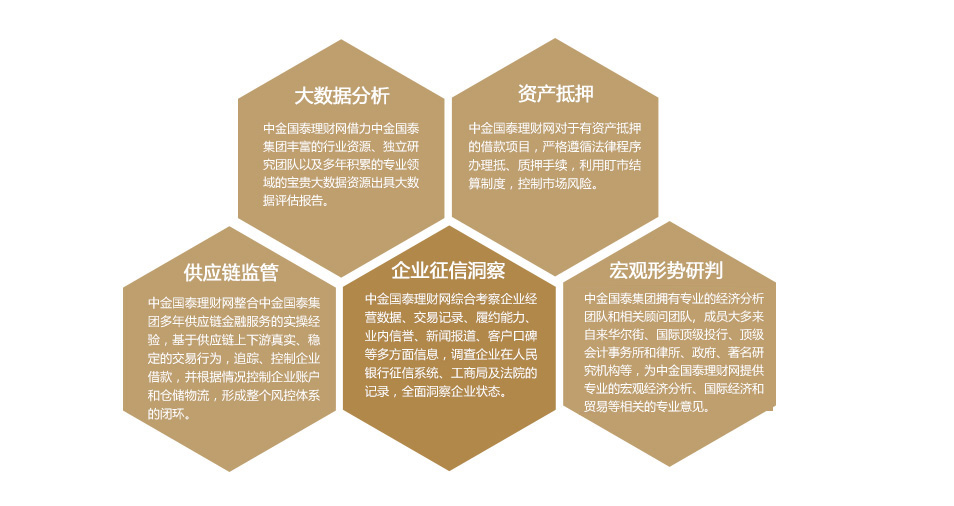 大数据分析
中金国泰理财网借力中金国泰
集团丰富的行业资源、独立研
究团队以及多年积累的专业领
域的宝贵大数据资源出具大数
据评估报告。
资产抵押
中金国泰理财网对于有资产抵押
的借款项目，严格遵循法律程序
办理抵、质押手续，利用盯市结
算制度，控制市场风险。
供应链监管
中金国泰理财网整合中金国泰集
团多年供应链金融服务的实操经
验，基于供应链上下游真实、稳
定的交易行为，追踪、控制企业
借款，并根据情况控制企业账户
和仓储物流，形成整个风控体系
的闭环。
企业征信洞察
中金国泰理财网综合考察企业经
营数据、交易记录、履约能力、
业内信誉、新闻报道、客户口碑
等多方面信息，调查企业在人民
银行征信系统、工商局及法院的
记录，全面洞察企业状态。
宏观形势研判
中金国泰集团拥有专业的经济分析
团队和相关顾问团队，成员大多来
自来华尔街、国际顶级投行、顶级
会计事务所和律所、政府、著名研
究机构等，为中金国泰理财网提供
专业的宏观经济分析、国际经济和
贸易等相关的专业意见。